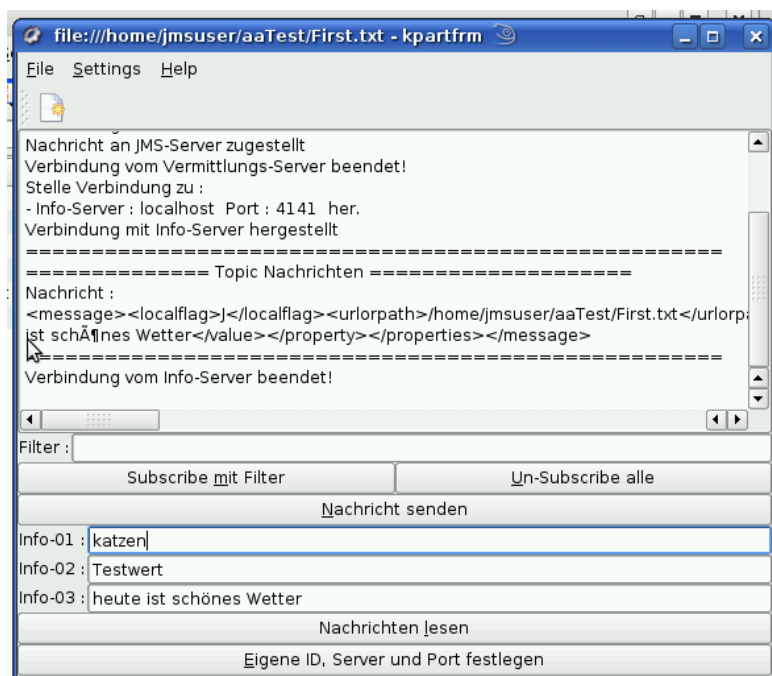 file:///home/jmsuser/aaTest/First.txt - kpartfrm
File Settings Help
Nachricht an JMS-Server zugestellt
Verbindung vom Vermittlungs-Server beendet!
Stelle Verbindung zu :
- Info-Server : localhost Port : 4141 her.
Verbindung mit Info-Server hergestellt
=====================================================
============== Topic Nachrichten ====================
Nachricht :
<message><localflag>J</localflag><urlorpath>/home/jmsuser/aaTest/First.txt</urlorpa
ist schÃ¶nes Wetter</value></property></properties></message>
=====================================================
Verbindung vom Info-Server beendet!
Filter :
Subscribe mit Filter Un-Subscribe alle
Nachricht senden
Info-01 : katzen
Info-02 : Testwert
Info-03 : heute ist schönes Wetter
Nachrichten lesen
Eigene ID, Server und Port festlegen